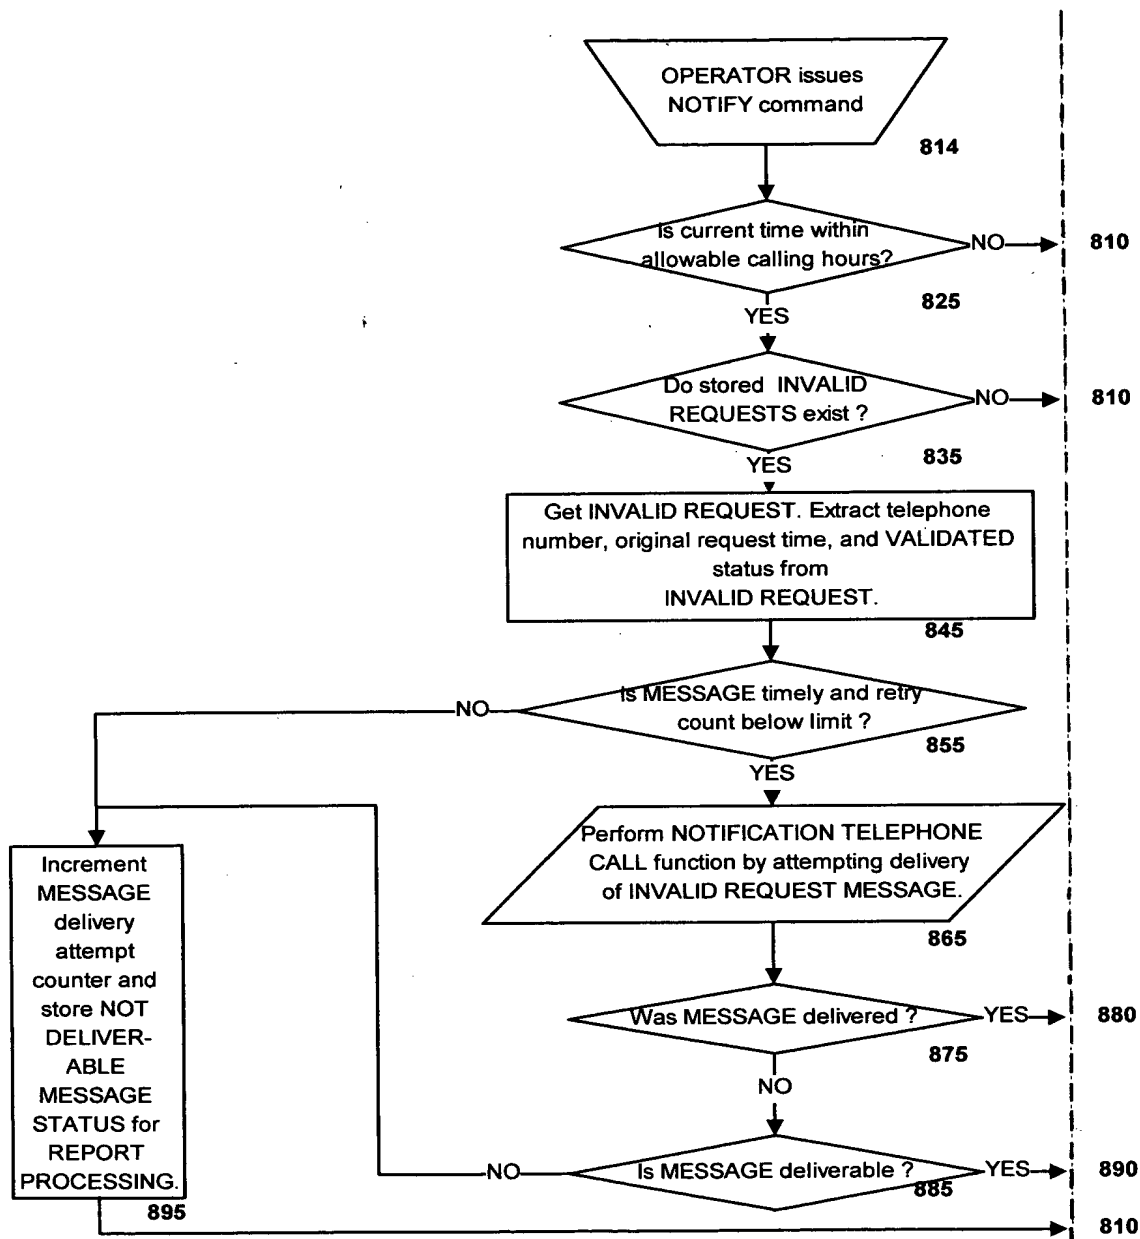 OPERATOR issues
NOTIFY command
814
Is current time within
allowable calling hours?
NO
810
825
YES
Do stored INVALID
REQUESTS exist ?
NO
810
835
YES
Get INVALID REQUEST. Extract telephone
number, original request time, and VALIDATED
status from
INVALID REQUEST.
845
Is MESSAGE timely and retry
count below limit ?
NO
855
YES
Perform NOTIFICATION TELEPHONE
CALL function by attempting delivery
of INVALID REQUEST MESSAGE.
865
Was MESSAGE delivered ?
YES
880
875
NO
Is MESSAGE deliverable ?
YES
890
885
NO
Increment
MESSAGE
delivery
attempt
counter and
store NOT
DELIVER-
ABLE
MESSAGE
STATUS for
REPORT
PROCESSING.
895
810